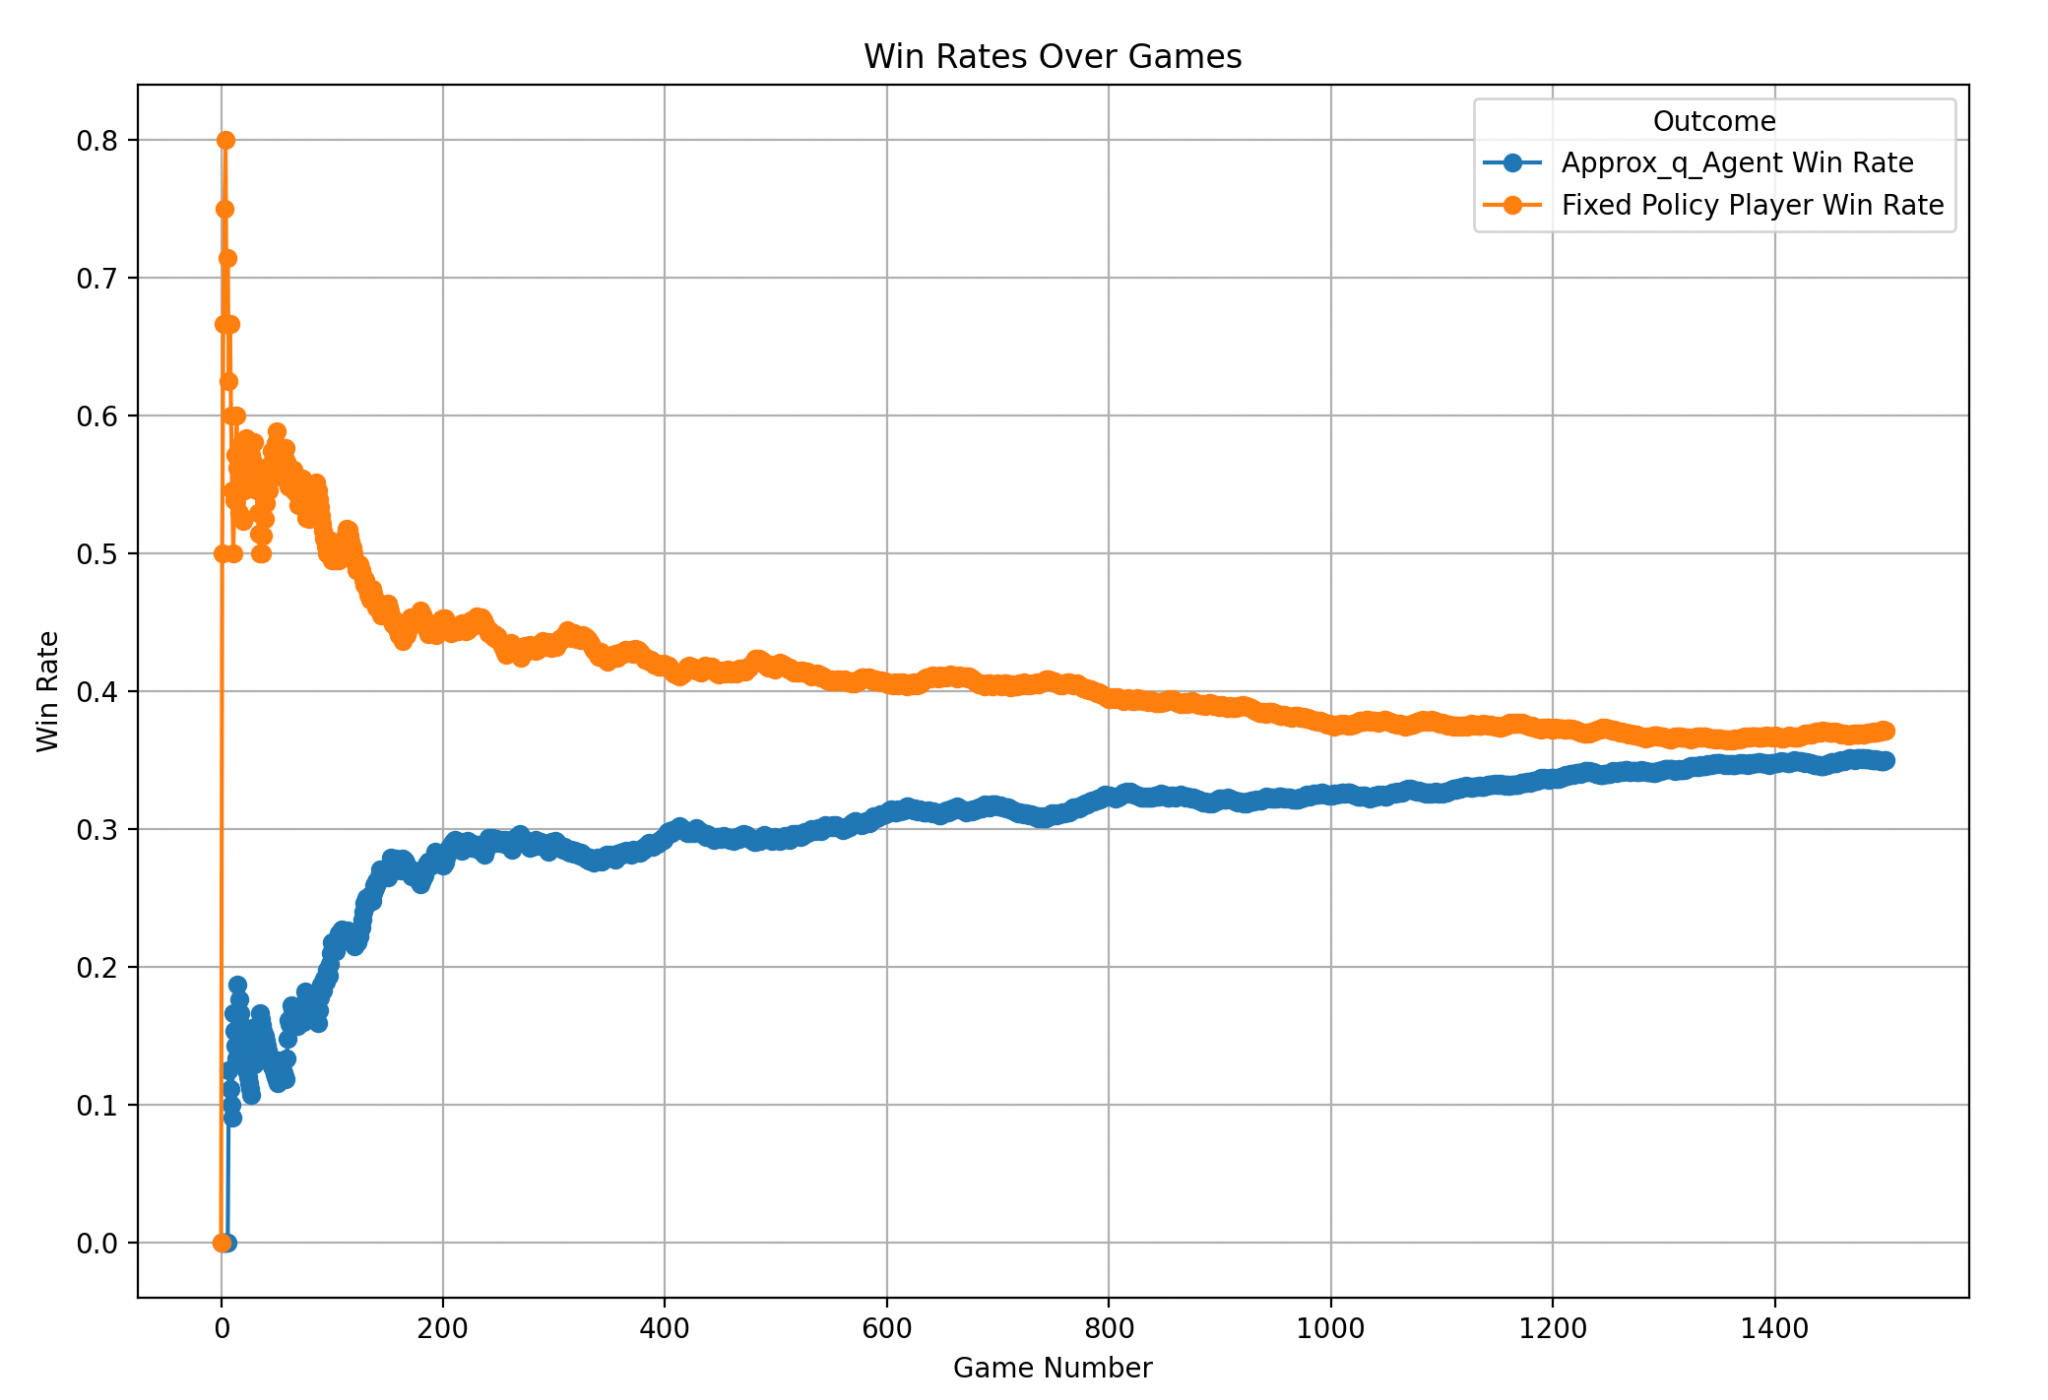 Win Rates Over Games
Outcome
Approx_q_Agent Win Rate
Fixed Policy Player Win Rate
Win Rate
0.8
0.7
0.6
0.5
0.4
0.3
0.2
0.1
0.0
0 200 400 600 800 1000 1200 1400
Game Number